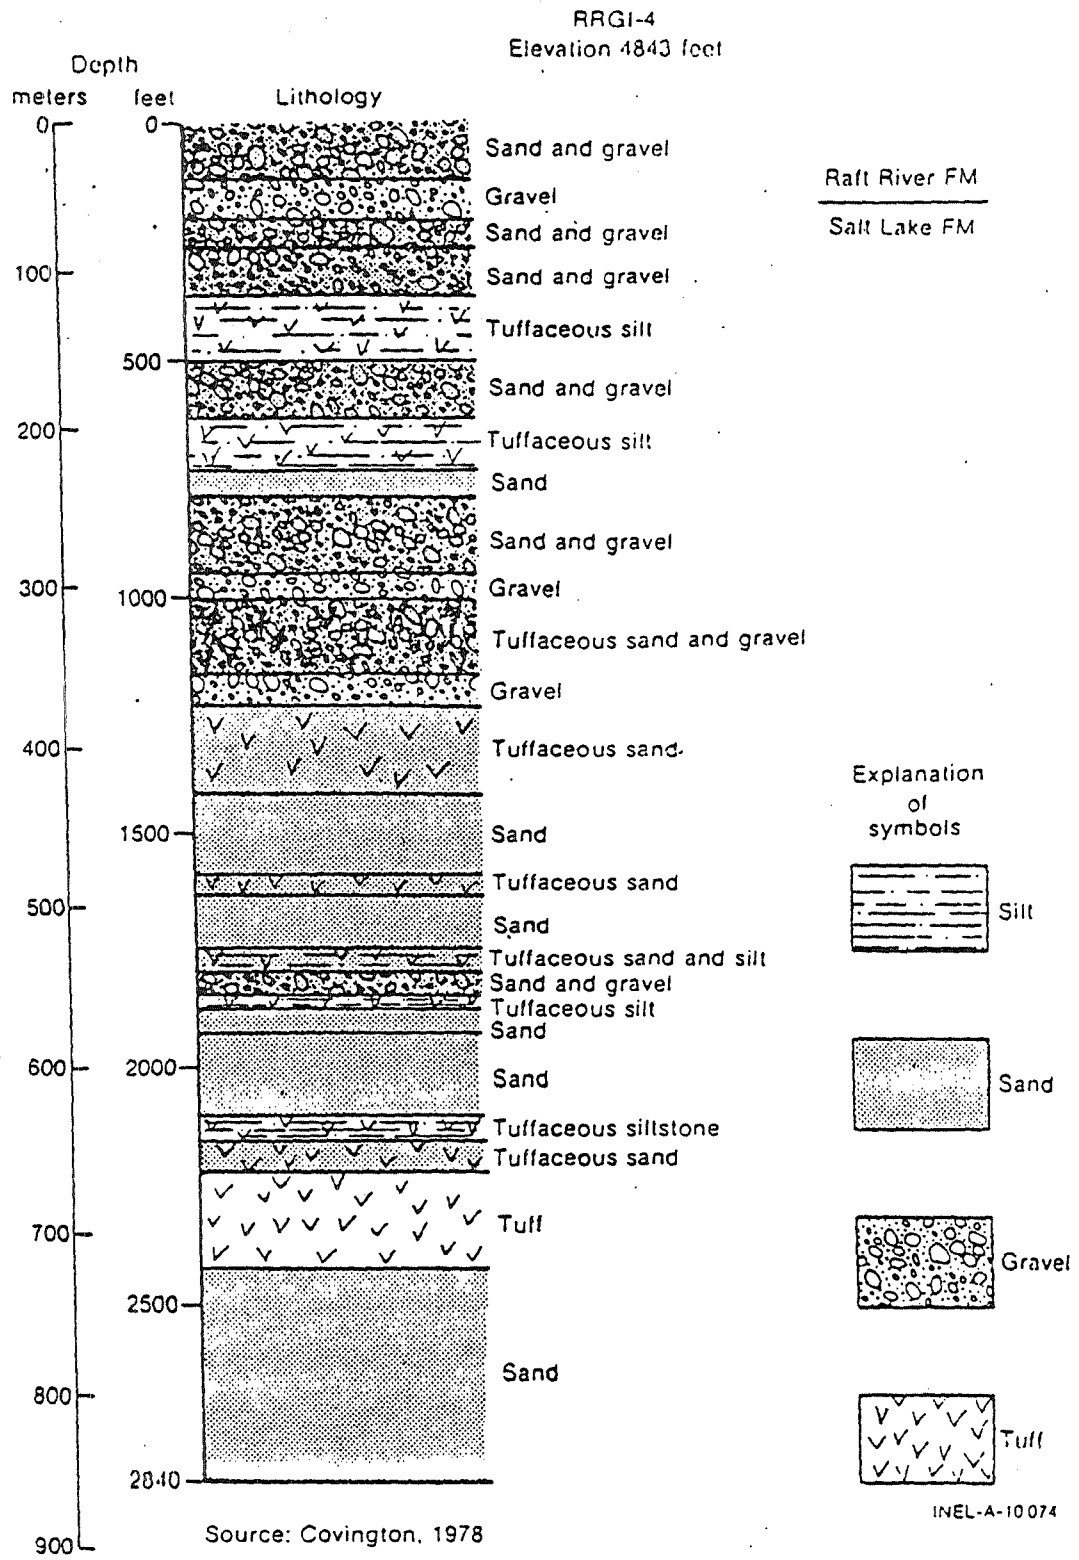 RRGI-4
Elevation 4843 feet
Depth
meters feet Lithology
0 0
Sand and gravel
Raft River FM
Gravel
Salt Lake FM
Sand and gravel
100
Sand and gravel
Tuffaceous silt
500
Sand and gravel
200
Tuffaceous silt
Sand
Sand and gravel
300
Gravel
1000
Tuffaceous sand and gravel
Gravel
400
Tuffaceous sand
Explanation
of
symbols
1500
Sand
Tuffaceous sand
500
Silt
Sand
Tuffaceous sand and silt
Sand and gravel
Tuffaceous silt
Sand
600
2000
Sand
Sand
Tuffaceous siltstone
Tuffaceous sand
700
Tuff
Gravel
2500
Sand
800
Tuff
2840
INEL-A-10 074
Source: Covington, 1978
900